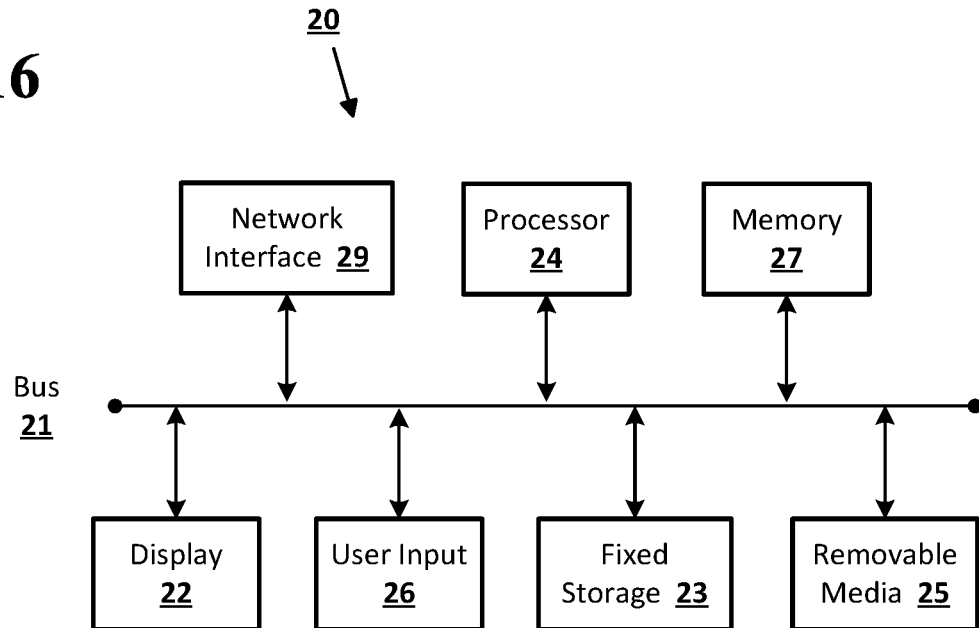 20
6
Network
Interface 29
Processor
24
Memory
27
Bus
21
Display
22
User Input
26
Fixed
Storage 23
Removable
Media 25